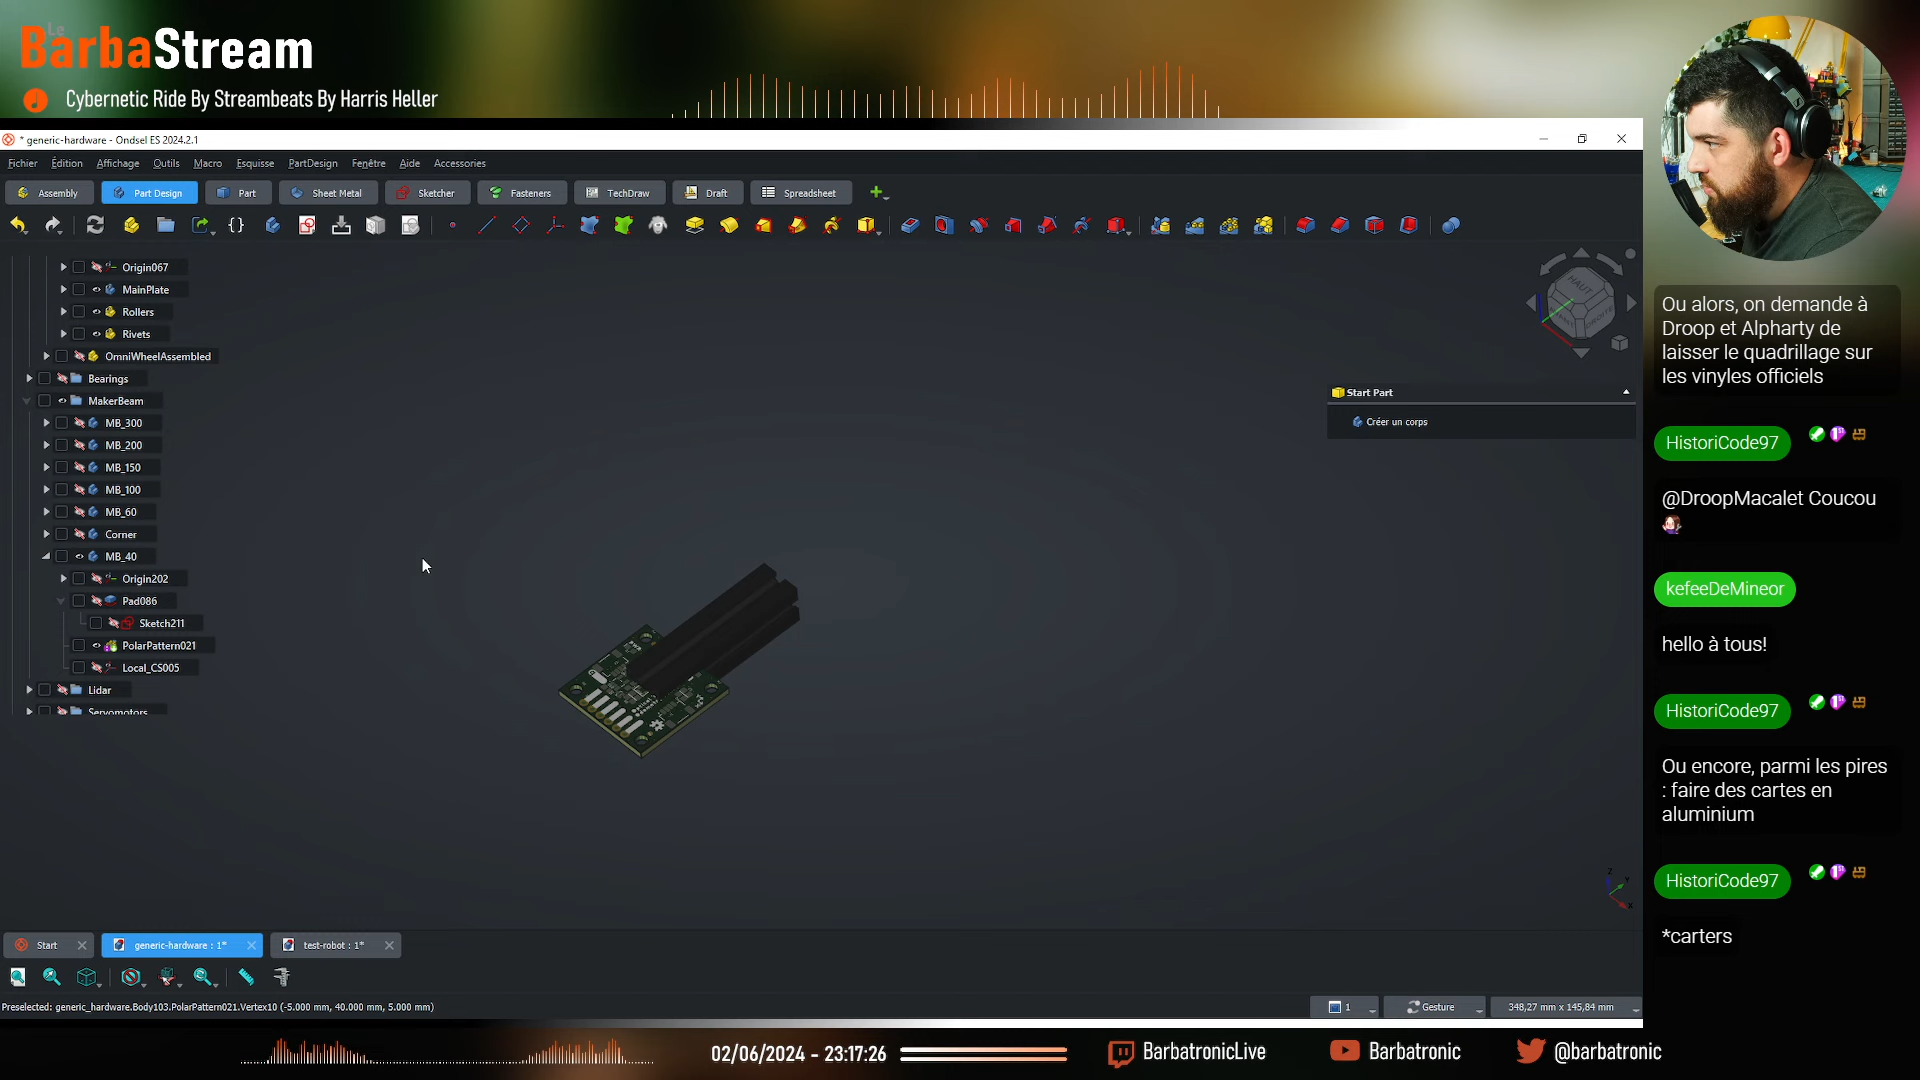 Le
BarbaStream
Cybernetic Ride By Streambeats By Harris Heller
* generic-hardware - Ondsel ES 2024.2.1
Fichier Édition Affichage Outils Macro Esquisse PartDesign Fenêtre Aide Accessories
Assembly Part Design Part Sheet Metal Sketcher Fasteners TechDraw Draft Spreadsheet
Origin067
MainPlate
Rollers
Rivets
OmniWheelAssembled
Bearings
MakerBeam
MB_300
MB_200
MB_150
MB_100
MB_60
Corner
MB_40
Origin202
Pad086
Sketch211
PolarPattern021
Local_CS005
Lidar
Servomotors
HAUT
DROITE
Start Part
Créer un corps
Z
Y
X
Start generic-hardware : 1* test-robot : 1*
Preselected: generic_hardware.Body103.PolarPattern021.Vertex10 (-5.000 mm, 40.000 mm, 5.000 mm)
1 Gesture 348,27 mm x 145,84 mm
Ou alors, on demande à
Droop et Alpharty de
laisser le quadrillage sur
les vinyles officiels
HistoriCode97
@DroopMacalet Coucou
kefeeDeMineor
hello à tous!
HistoriCode97
Ou encore, parmi les pires
: faire des cartes en
aluminium
HistoriCode97
*carters
02/06/2024 - 23:17:26 BarbatronicLive Barbatronic @barbatronic